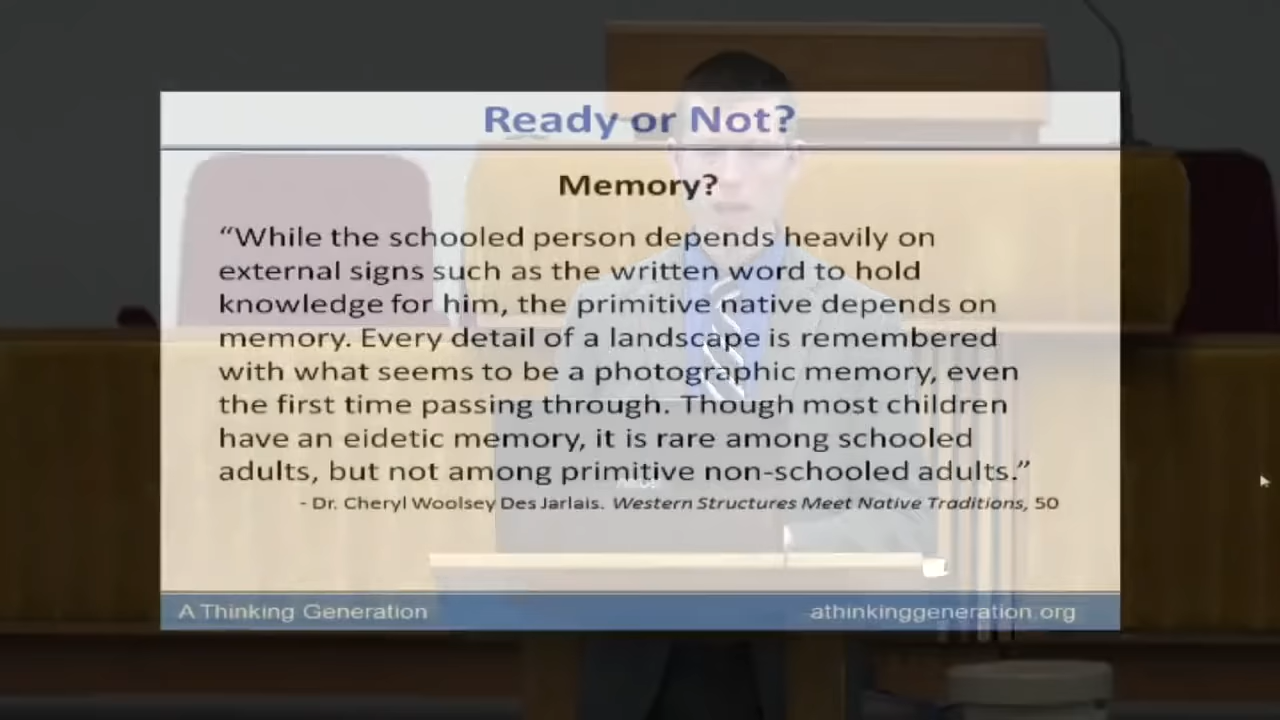 Ready or Not?
Memory?
“While the schooled person depends heavily on
external signs such as the written word to hold
knowledge for him, the primitive native depends on
memory. Every detail of a landscape is remembered
with what seems to be a photographic memory, even
the first time passing through. Though most children
have an eidetic memory, it is rare among schooled
adults, but not among primitive non-schooled adults.”
- Dr. Cheryl Woolsey Des Jarlais. Western Structures Meet Native Traditions, 50
A Thinking Generation
athinkinggeneration.org